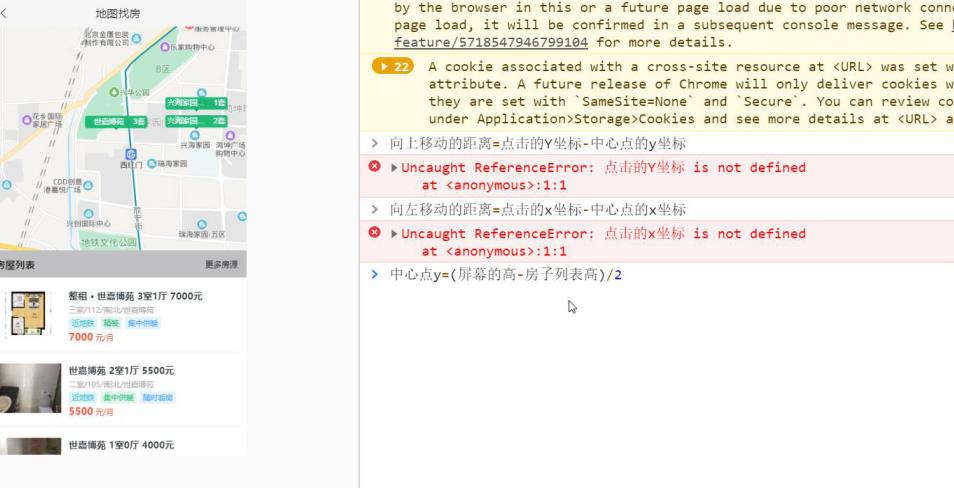 地图找房
北京金鹰包装
制作有限公司
服务管理中心
乐家购物中心
B区
兴华公园
兴海家园... 1套
花乡国际
家居广场
世嘉博苑 3套
兴海家园... 2套
兴海家园
鸿坤广场
购物中心
西红门
瑞海家园
CDD创意
港嘉悦广场
兴创国际中心
欣宁街
瑞海家园-五区
地铁文化公园
房屋列表
更多房源
整租·世嘉博苑 3室1厅 7000元
三室/112/南|北/世嘉博苑
近地铁 精装 集中供暖
7000 元/月
世嘉博苑 2室1厅 5500元
二室/105/南|北/世嘉博苑
近地铁 集中供暖 随时看房
5500 元/月
世嘉博苑 1室0厅 4000元
by the browser in this or a future page load due to poor network conne
page load, it will be confirmed in a subsequent console message. See
feature/5718547946799104 for more details.
22 A cookie associated with a cross-site resource at <URL> was set w
attribute. A future release of Chrome will only deliver cookies w
they are set with `SameSite=None` and `Secure`. You can review co
under Application>Storage>Cookies and see more details at <URL> a
> 向上移动的距离=点击的Y坐标-中心点的y坐标
Uncaught ReferenceError: 点击的Y坐标 is not defined
at <anonymous>:1:1
> 向左移动的距离=点击的x坐标-中心点的x坐标
Uncaught ReferenceError: 点击的x坐标 is not defined
at <anonymous>:1:1
> 中心点y=(屏幕的高-房子列表高)/2